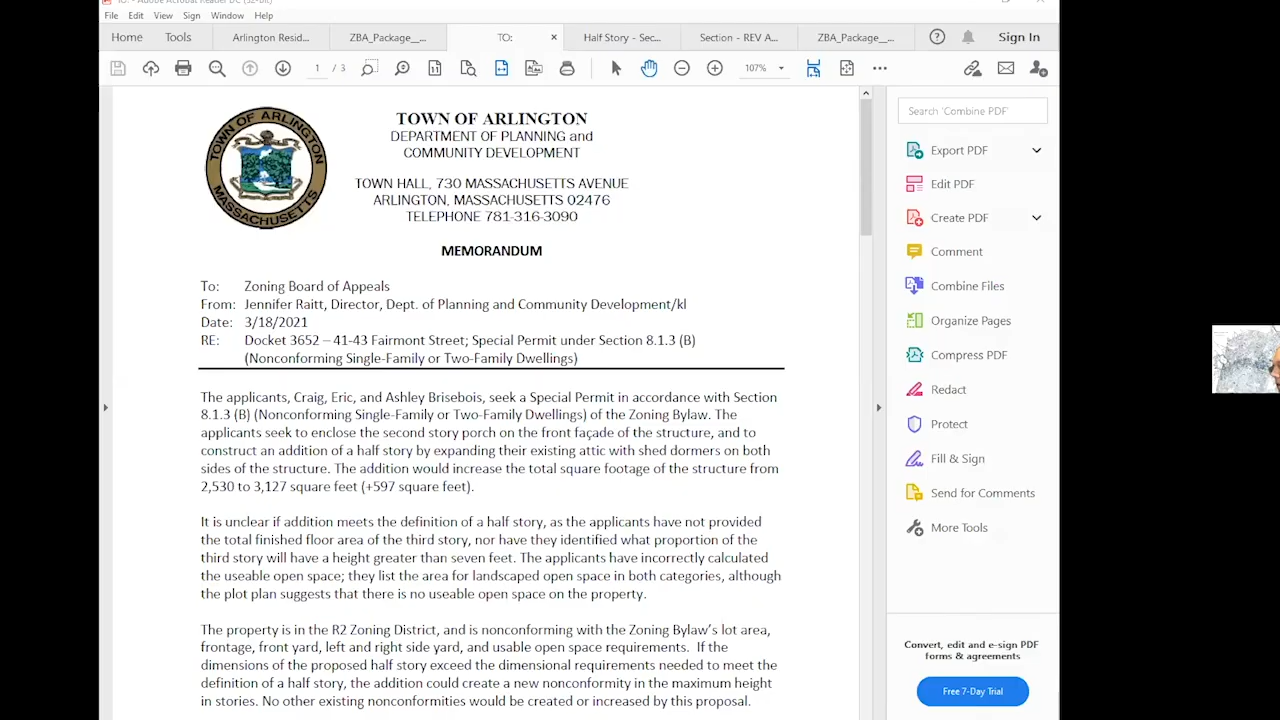 File Edit View Sign Window Help
Home Tools Arlington Resid... ZBA_Package__... TO: × Half Story - Sec... Section - REV A... ZBA_Package__... Sign In
1 / 3 107%
TOWN OF ARLINGTON
MASSACHUSETTS
TOWN OF ARLINGTON
DEPARTMENT OF PLANNING and
COMMUNITY DEVELOPMENT
TOWN HALL, 730 MASSACHUSETTS AVENUE
ARLINGTON, MASSACHUSETTS 02476
TELEPHONE 781-316-3090
MEMORANDUM
To: Zoning Board of Appeals
From: Jennifer Raitt, Director, Dept. of Planning and Community Development/kl
Date: 3/18/2021
RE: Docket 3652 – 41-43 Fairmont Street; Special Permit under Section 8.1.3 (B)
(Nonconforming Single-Family or Two-Family Dwellings)
The applicants, Craig, Eric, and Ashley Brisebois, seek a Special Permit in accordance with Section
8.1.3 (B) (Nonconforming Single-Family or Two-Family Dwellings) of the Zoning Bylaw. The
applicants seek to enclose the second story porch on the front façade of the structure, and to
construct an addition of a half story by expanding their existing attic with shed dormers on both
sides of the structure. The addition would increase the total square footage of the structure from
2,530 to 3,127 square feet (+597 square feet).
It is unclear if addition meets the definition of a half story, as the applicants have not provided
the total finished floor area of the third story, nor have they identified what proportion of the
third story will have a height greater than seven feet. The applicants have incorrectly calculated
the useable open space; they list the area for landscaped open space in both categories, although
the plot plan suggests that there is no useable open space on the property.
The property is in the R2 Zoning District, and is nonconforming with the Zoning Bylaw's lot area,
frontage, front yard, left and right side yard, and usable open space requirements. If the
dimensions of the proposed half story exceed the dimensional requirements needed to meet the
definition of a half story, the addition could create a new nonconformity in the maximum height
in stories. No other existing nonconformities would be created or increased by this proposal.
Search 'Combine PDF'
Export PDF
Edit PDF
Create PDF
Comment
Combine Files
Organize Pages
Compress PDF
Redact
Protect
Fill & Sign
Send for Comments
More Tools
Convert, edit and e-sign PDF
forms & agreements
Free 7-Day Trial